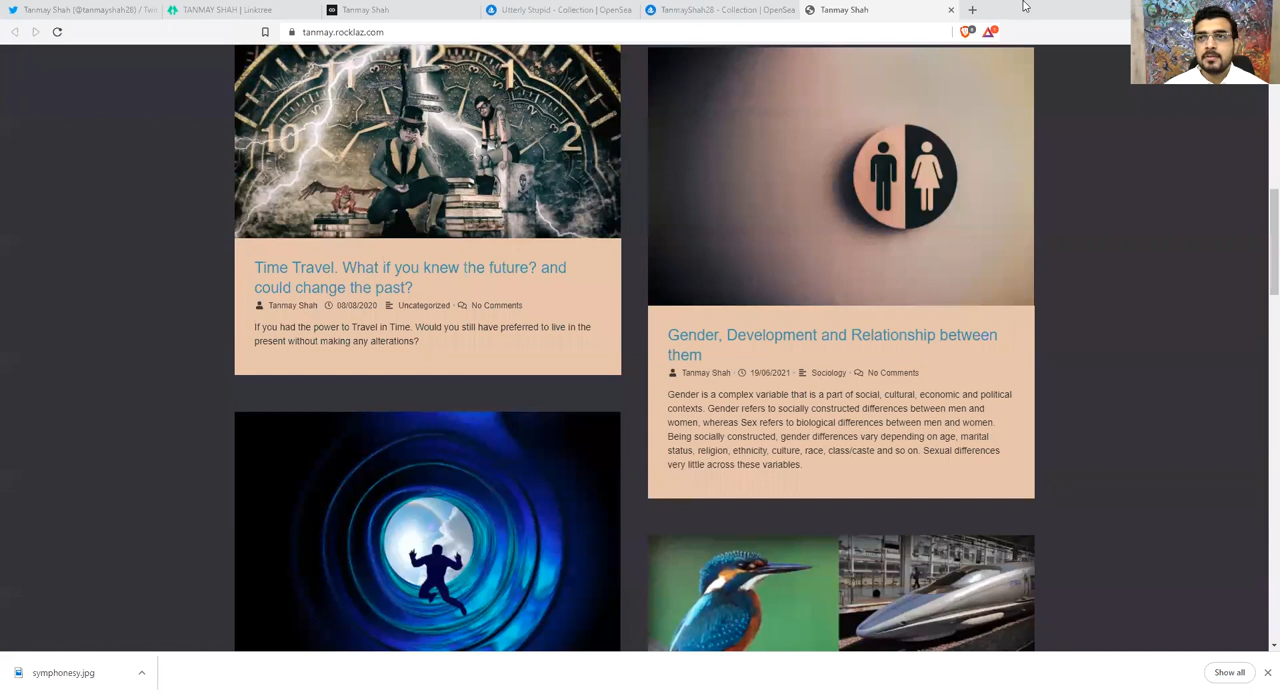 Tanmay Shah (@tanmayshah28) / Twi
TANMAY SHAH | Linktree
Tanmay Shah
Utterly Stupid - Collection | OpenSea
TanmayShah28 - Collection | OpenSea
Tanmay Shah
tanmay.rocklaz.com
10
1
2
Time Travel. What if you knew the future? and
could change the past?
Tanmay Shah 08/08/2020 Uncategorized · No Comments
If you had the power to Travel in Time. Would you still have preferred to live in the
present without making any alterations?
Gender, Development and Relationship between
them
Tanmay Shah · 19/06/2021 · Sociology · No Comments
Gender is a complex variable that is a part of social, cultural, economic and political
contexts. Gender refers to socially constructed differences between men and
women, whereas Sex refers to biological differences between men and women.
Being socially constructed, gender differences vary depending on age, marital
status, religion, ethnicity, culture, race, class/caste and so on. Sexual differences
very little across these variables.
symphonesy.jpg
Show all